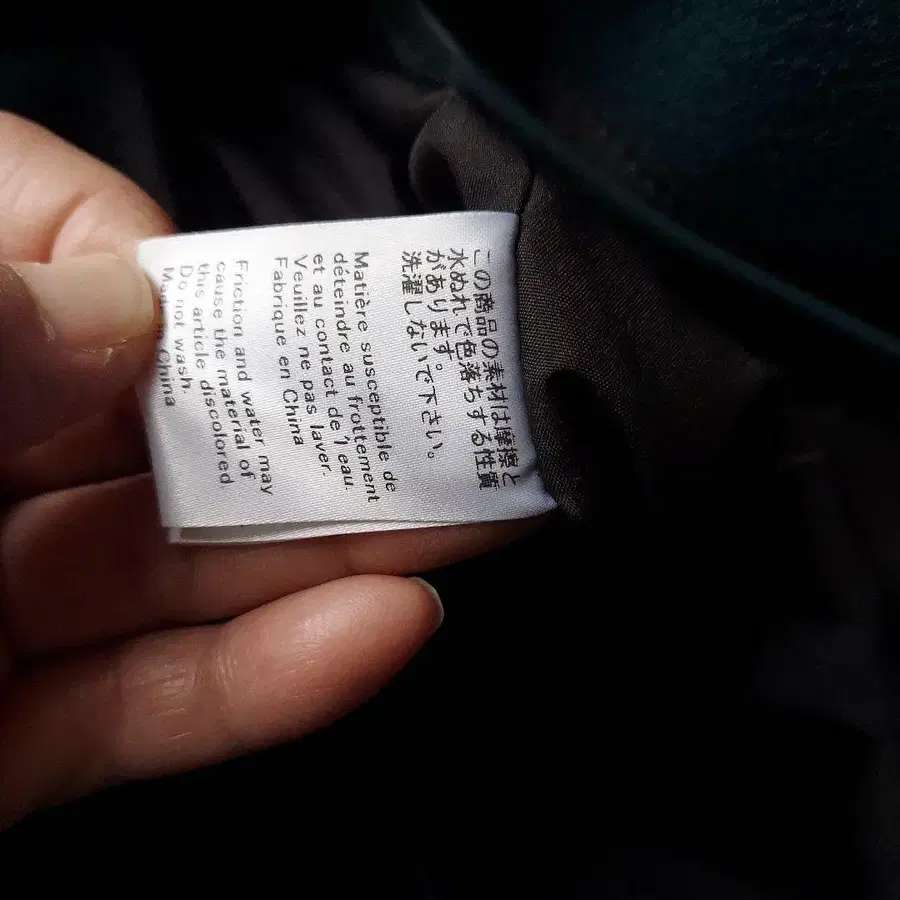 この商品の素材は摩擦と
水ぬれで色落ちする性質
があります。
洗濯しないで下さい。
Matière susceptible de
déteindre au frottement
et au contact de l'eau.
Veuillez ne pas laver.
Fabrique en China
Friction and water may
cause the material of
this article discolored
Do not wash.
Made in China